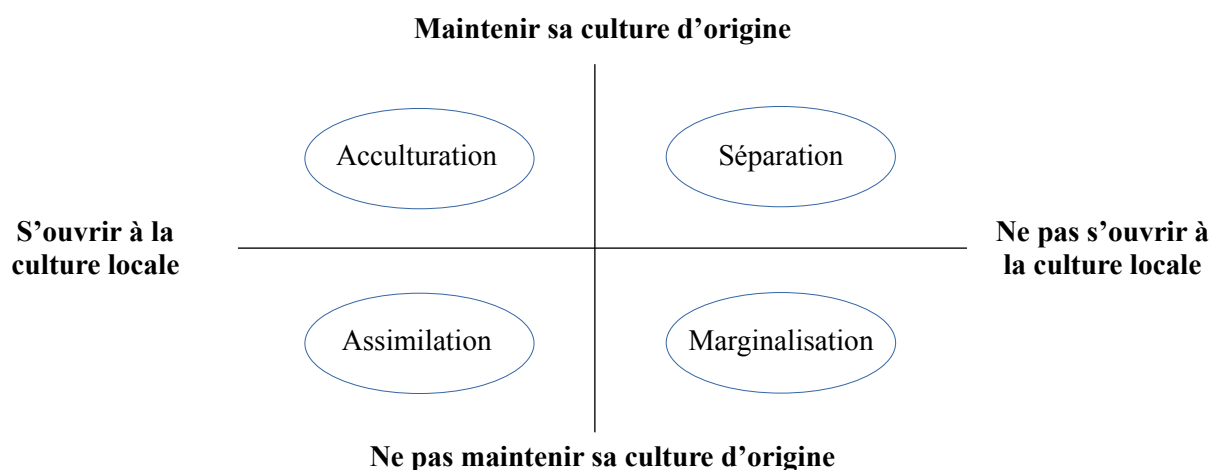 Maintenir sa culture d’origine
Acculturation
Séparation
S’ouvrir à la
culture locale
Ne pas s’ouvrir à
la culture locale
Assimilation
Marginalisation
Ne pas maintenir sa culture d’origine